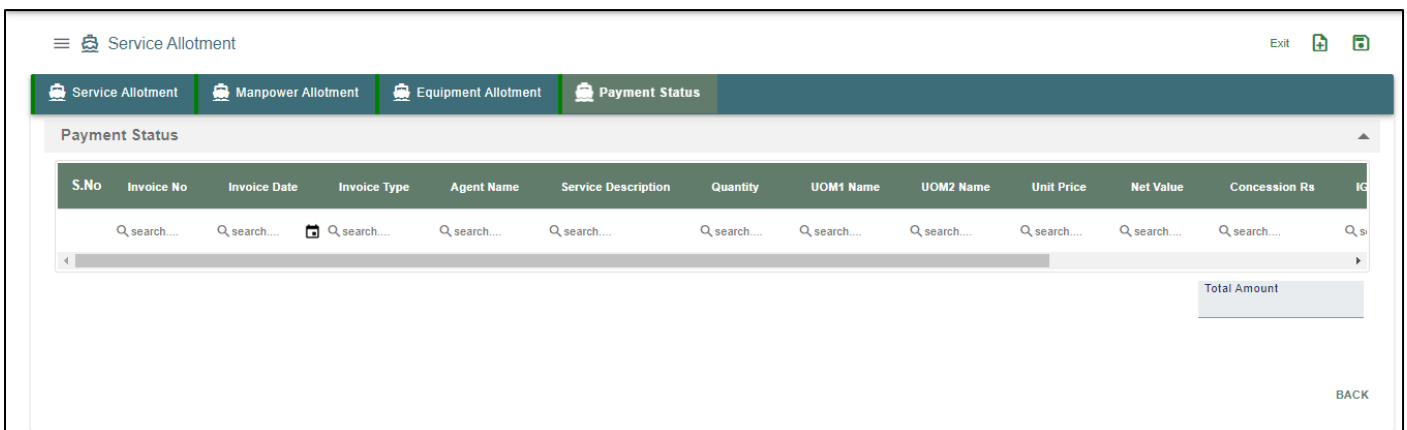 Service Allotment Exit
Service Allotment Manpower Allotment Equipment Allotment Payment Status
Payment Status
S.No Invoice No Invoice Date Invoice Type Agent Name Service Description Quantity UOM1 Name UOM2 Name Unit Price Net Value Concession Rs IG
search.... search.... search.... search.... search.... search.... search.... search.... search.... search.... search.... s
Total Amount
BACK